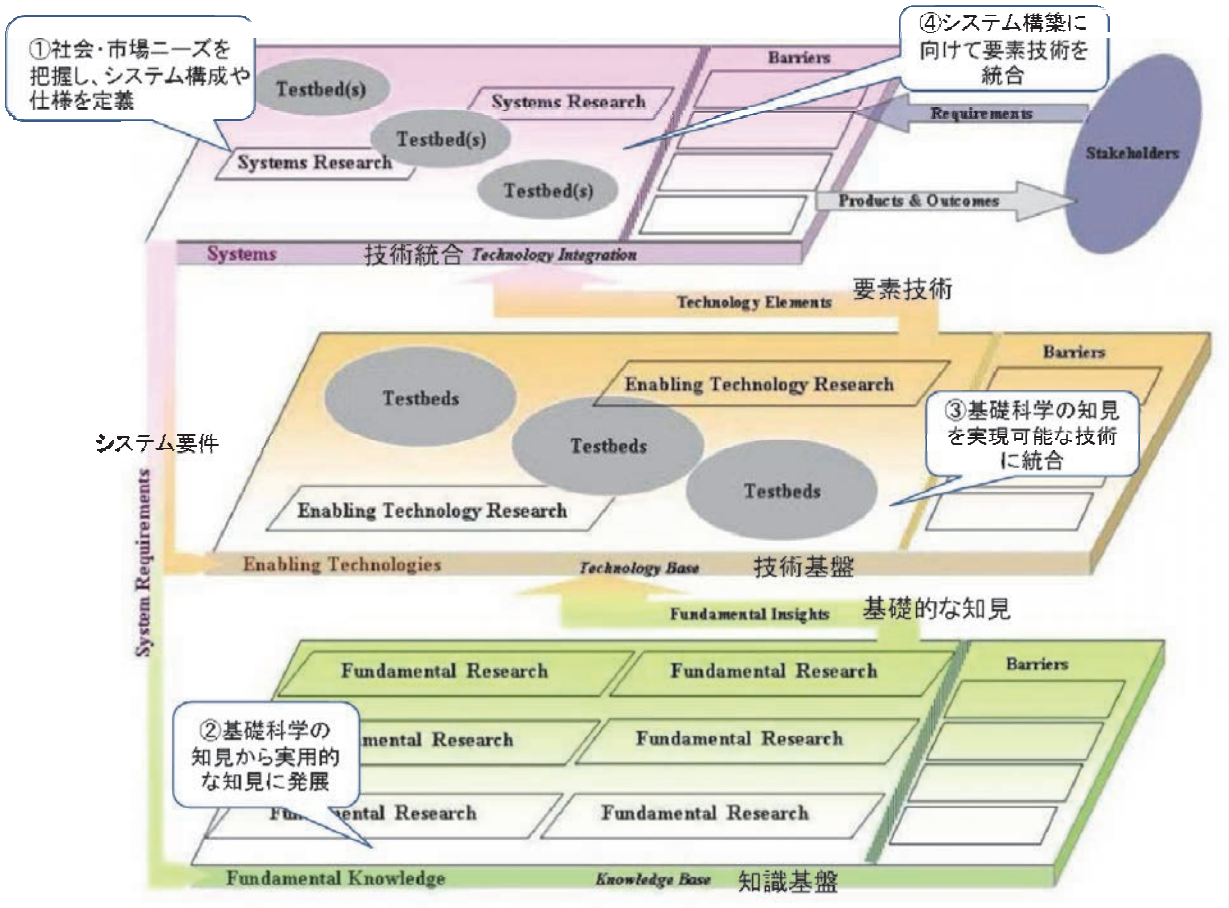 ①社会・市場ニーズを
把握し、システム構成や
仕様を定義
④システム構築に
向けて要素技術を
統合
Testbed(s)
Systems Research
Testbed(s)
Systems Research
Testbed(s)
Barriers
Requirements
Stakeholders
Products & Outcomes
Systems
技術統合 Technology Integration
Technology Elements
要素技術
Barriers
Testbeds
Enabling Technology Research
Testbeds
③基礎科学の知見
を実現可能な技術
に統合
Testbeds
Enabling Technology Research
システム要件
System Requirements
Enabling Technologies
Technology Base
技術基盤
Fundamental Insights
基礎的な知見
Fundamental Research
Fundamental Research
Barriers
②基礎科学の
知見から実用的
な知見に発展
mental Research
Fundamental Research
Fundamental Research
Fundamental Research
Fundamental Knowledge
Knowledge Base
知識基盤